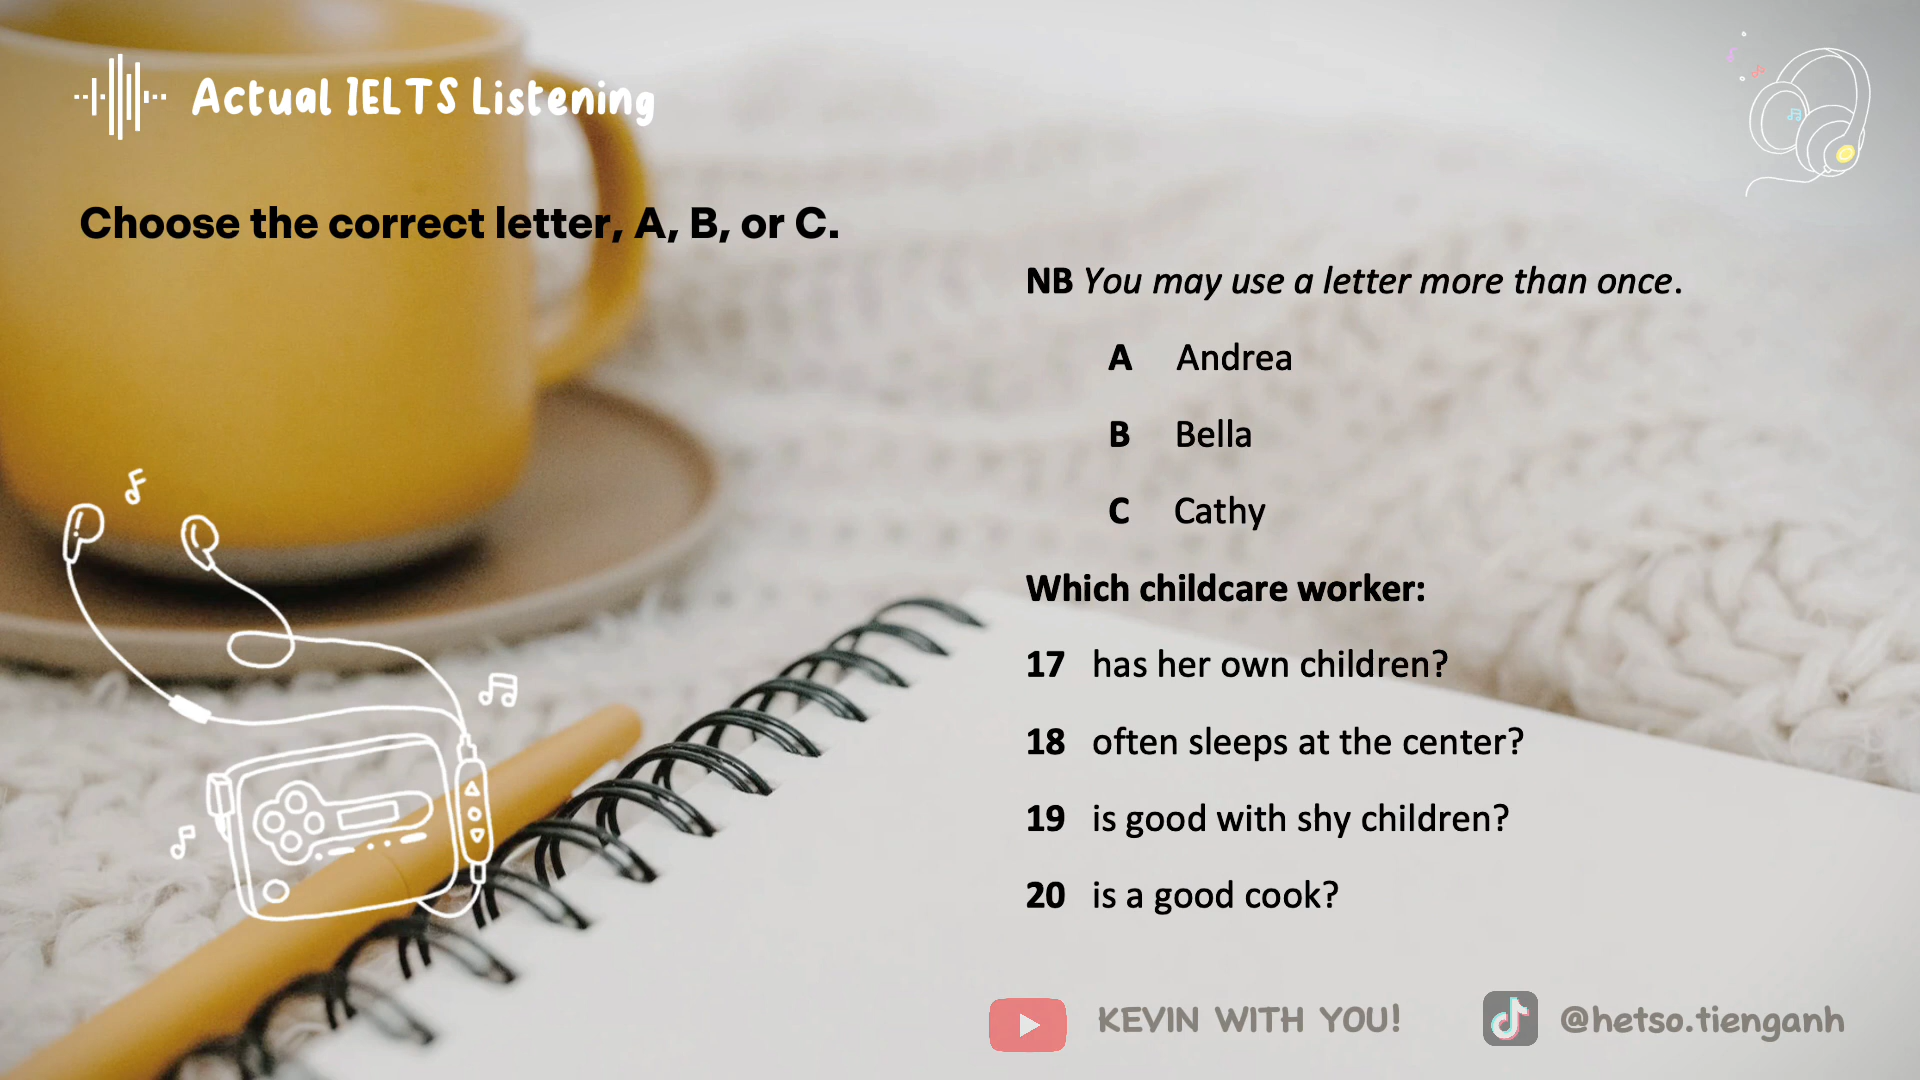 Actual IELTS Listening
Choose the correct letter, A, B, or C.
NB You may use a letter more than once.
A Andrea
B Bella
C Cathy
Which childcare worker:
17 has her own children?
18 often sleeps at the center?
19 is good with shy children?
20 is a good cook?
KEVIN WITH YOU!
@hetso.tienganh